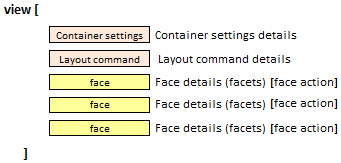 view [
Container settings Container settings details
Layout command Layout command details
face Face details (facets) [face action]
face Face details (facets) [face action]
face Face details (facets) [face action]
]